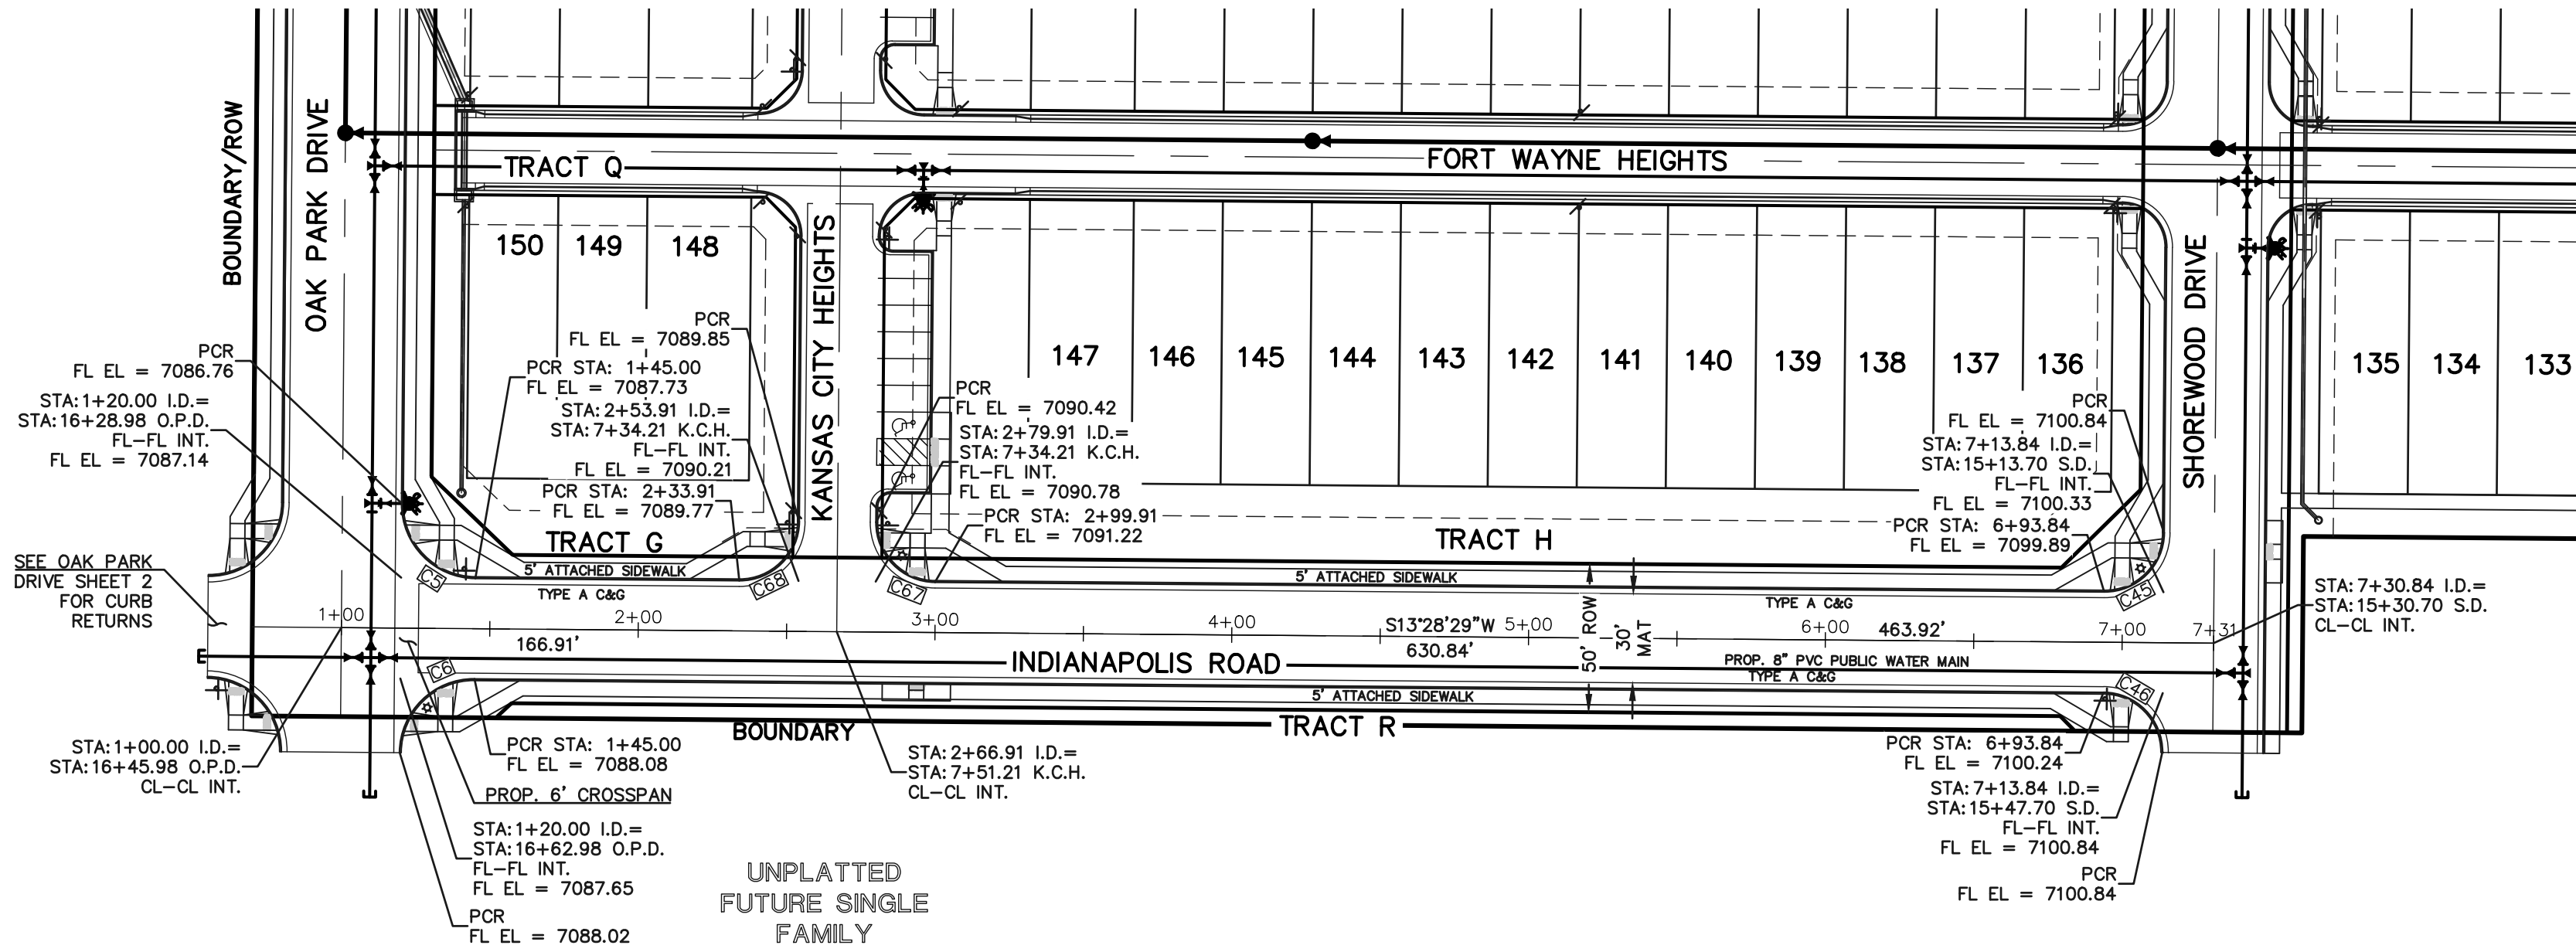 BOUNDARY/ROW
OAK PARK DRIVE
TRACT Q
FORT WAYNE HEIGHTS
KANSAS CITY HEIGHTS
SHOREWOOD DRIVE
150
149
148
147
146
145
144
143
142
141
140
139
138
137
136
135
134
133
PCR
FL EL = 7086.76
STA:1+20.00 I.D.=
STA:16+28.98 O.P.D.
FL-FL INT.
FL EL = 7087.14
PCR
FL EL = 7089.85
PCR STA: 1+45.00
FL EL = 7087.73
STA:2+53.91 I.D.=
STA:7+34.21 K.C.H.
FL-FL INT.
FL EL = 7090.21
PCR STA: 2+33.91
FL EL = 7089.77
PCR
FL EL = 7090.42
STA:2+79.91 I.D.=
STA:7+34.21 K.C.H.
FL-FL INT.
FL EL = 7090.78
PCR STA: 2+99.91
FL EL = 7091.22
PCR
FL EL = 7100.84
STA:7+13.84 I.D.=
STA:15+13.70 S.D.
FL-FL INT.
FL EL = 7100.33
PCR STA: 6+93.84
FL EL = 7099.89
TRACT G
TRACT H
5' ATTACHED SIDEWALK
5' ATTACHED SIDEWALK
SEE OAK PARK
DRIVE SHEET 2
FOR CURB
RETURNS
C5
C68
C67
C45
TYPE A C&G
TYPE A C&G
STA:7+30.84 I.D.=
STA:15+30.70 S.D.
CL-CL INT.
1+00
2+00
3+00
4+00
5+00
6+00
7+00
7+31
S13°28'29"W
463.92'
166.91'
630.84'
50' ROW
30'
MAT
INDIANAPOLIS ROAD
PROP. 8" PVC PUBLIC WATER MAIN
TYPE A C&G
C6
C46
5' ATTACHED SIDEWALK
BOUNDARY
TRACT R
STA:1+00.00 I.D.=
STA:16+45.98 O.P.D.
CL-CL INT.
PCR STA: 1+45.00
FL EL = 7088.08
PROP. 6' CROSSPAN
STA:1+20.00 I.D.=
STA:16+62.98 O.P.D.
FL-FL INT.
FL EL = 7087.65
PCR
FL EL = 7088.02
STA:2+66.91 I.D.=
STA:7+51.21 K.C.H.
CL-CL INT.
UNPLATTED
FUTURE SINGLE
FAMILY
PCR STA: 6+93.84
FL EL = 7100.24
STA:7+13.84 I.D.=
STA:15+47.70 S.D.
FL-FL INT.
FL EL = 7100.84
PCR
FL EL = 7100.84